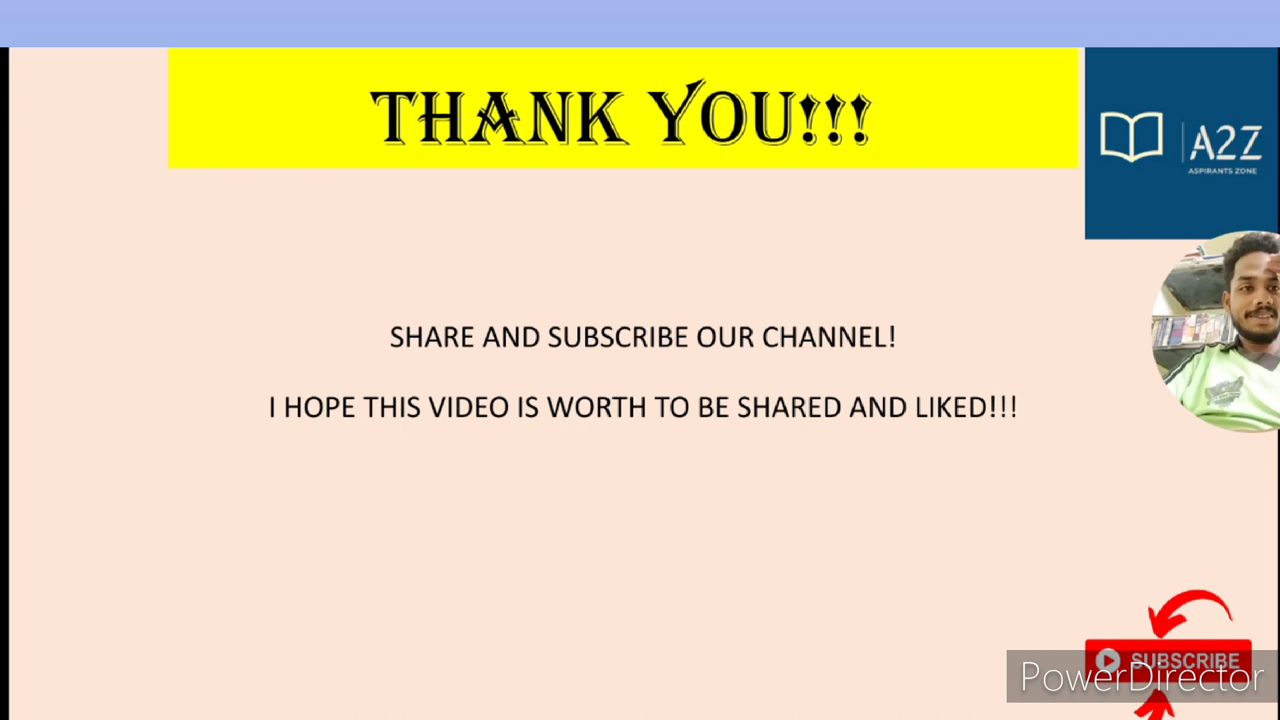 THANK YOU!!!
A2Z
ASPIRANTS ZONE
SHARE AND SUBSCRIBE OUR CHANNEL!
I HOPE THIS VIDEO IS WORTH TO BE SHARED AND LIKED!!!
SUBSCRIBE
PowerDirector